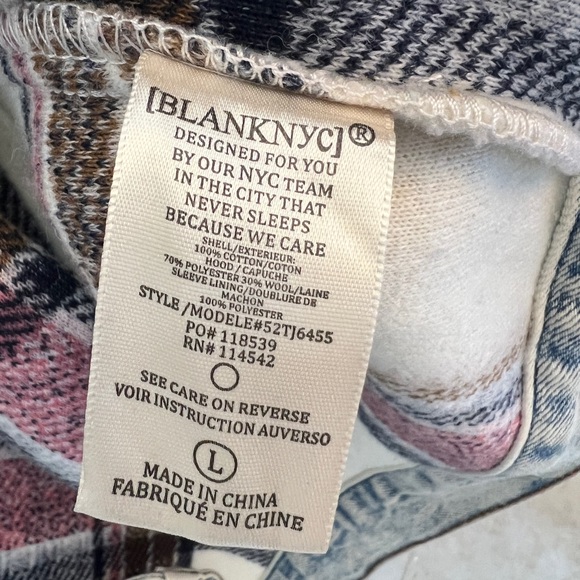 [BLANKNYC]®
DESIGNED FOR YOU
BY OUR NYC TEAM
IN THE CITY THAT
NEVER SLEEPS
BECAUSE WE CARE
SHELL/EXTERIEUR:
100% COTTON/COTON
HOOD / CAPUCHE
70% POLYESTER 30% WOOL/LAINE
SLEEVE LINING/DOUBLURE DE
MACHON
100% POLYESTER
STYLE /MODELE#52TJ6455
PO# 118539
RN# 114542
SEE CARE ON REVERSE
VOIR INSTRUCTION AUVERSO
L
MADE IN CHINA
FABRIQUÉ EN CHINE